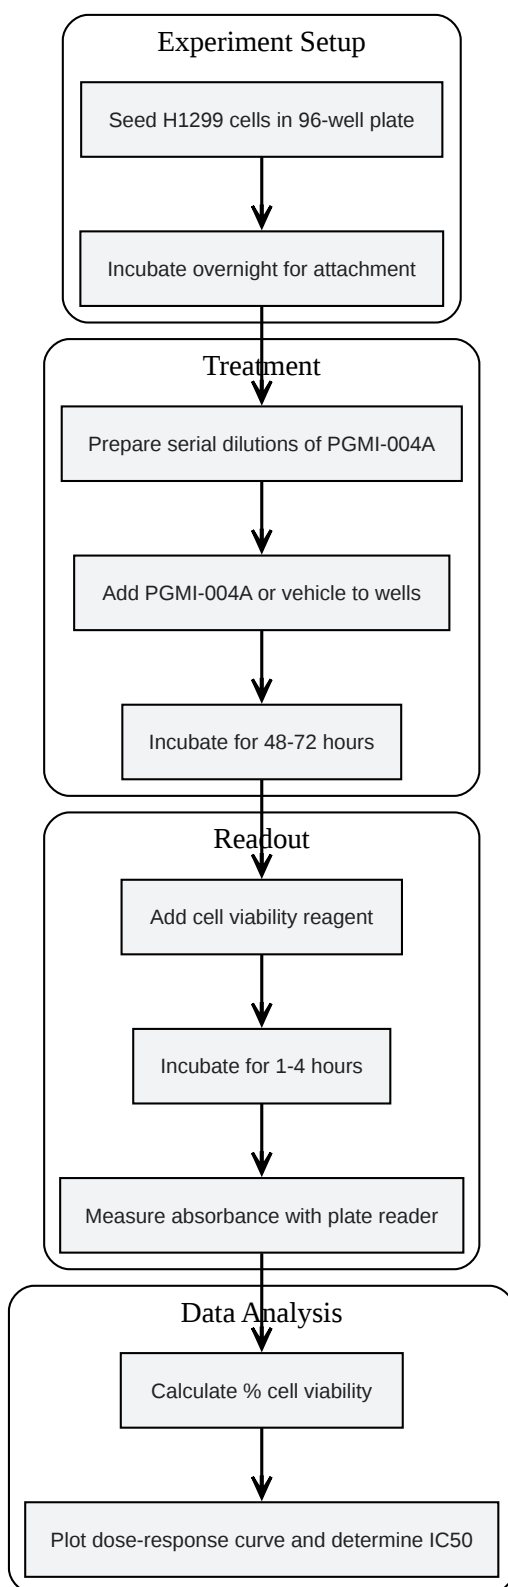 Experiment Setup
Seed H1299 cells in 96-well plate
Incubate overnight for attachment
Treatment
Prepare serial dilutions of PGMI-004A
Add PGMI-004A or vehicle to wells
Incubate for 48-72 hours
Readout
Add cell viability reagent
Incubate for 1-4 hours
Measure absorbance with plate reader
Data Analysis
Calculate % cell viability
Plot dose-response curve and determine IC50